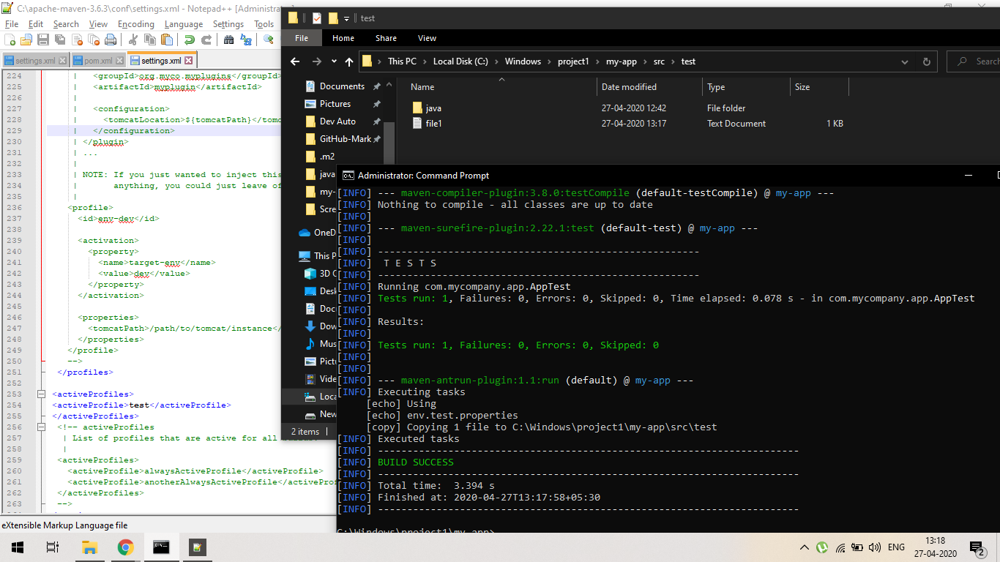 C:\apache-maven-3.6.3\conf\settings.xml - Notepad++ [Administrator]
File Edit Search View Encoding Language Settings Tools
settings.xml pom.xml settings.xml
224 | <groupId>org.myco.myplugins</groupId>
225 | <artifactId>myplugin</artifactId>
226 |
227 | <configuration>
228 | <tomcatLocation>${tomcatPath}</tomc
229 | </configuration>
230 | </plugin>
231 | ...
232 |
233 | NOTE: If you just wanted to inject this
234 | anything, you could just leave of
235 |
236 <profile>
237 <id>env-dev</id>
238
239 <activation>
240 <property>
241 <name>target-env</name>
242 <value>dev</value>
243 </property>
244 </activation>
245
246 <properties>
247 <tomcatPath>/path/to/tomcat/instance</
248 </properties>
249 </profile>
250 -->
251 </profiles>
252
253 <activeProfiles>
254 <activeProfile>test</activeProfile>
255 </activeProfiles>
256 <!-- activeProfiles
257 | List of profiles that are active for all
258 |
259 <activeProfiles>
260 <activeProfile>alwaysActiveProfile</activeProfile>
261 <activeProfile>anotherAlwaysActiveProfile</activeProf
262 </activeProfiles>
263 -->
eXtensible Markup Language file
test
File Home Share View
This PC > Local Disk (C:) > Windows > project1 > my-app > src > test
Search
Documents
Pictures
Dev Auto
GitHub-Mark
.m2
java
my-
Scre
OneD
This P
3D O
Desk
Docu
Dow
Mus
Pictu
Vide
Loca
New
2 items
Name Date modified Type Size
java 27-04-2020 12:42 File folder
file1 27-04-2020 13:17 Text Document 1 KB
Administrator: Command Prompt
[INFO] --- maven-compiler-plugin:3.8.0:testCompile (default-testCompile) @ my-app ---
[INFO] Nothing to compile - all classes are up to date
[INFO]
[INFO] --- maven-surefire-plugin:2.22.1:test (default-test) @ my-app ---
[INFO]
[INFO] -------------------------------------------------------
[INFO] T E S T S
[INFO] -------------------------------------------------------
[INFO] Running com.mycompany.app.AppTest
[INFO] Tests run: 1, Failures: 0, Errors: 0, Skipped: 0, Time elapsed: 0.078 s - in com.mycompany.app.AppTest
[INFO]
[INFO] Results:
[INFO]
[INFO] Tests run: 1, Failures: 0, Errors: 0, Skipped: 0
[INFO]
[INFO]
[INFO] --- maven-antrun-plugin:1.1:run (default) @ my-app ---
[INFO] Executing tasks
[echo] Using
[echo] env.test.properties
[copy] Copying 1 file to C:\Windows\project1\my-app\src\test
[INFO] Executed tasks
[INFO] ------------------------------------------------------------------------
[INFO] BUILD SUCCESS
[INFO] ------------------------------------------------------------------------
[INFO] Total time: 3.394 s
[INFO] Finished at: 2020-04-27T13:17:58+05:30
[INFO] ------------------------------------------------------------------------
C:\Windows\project1\my-app>
ENG
13:18
27-04-2020
2